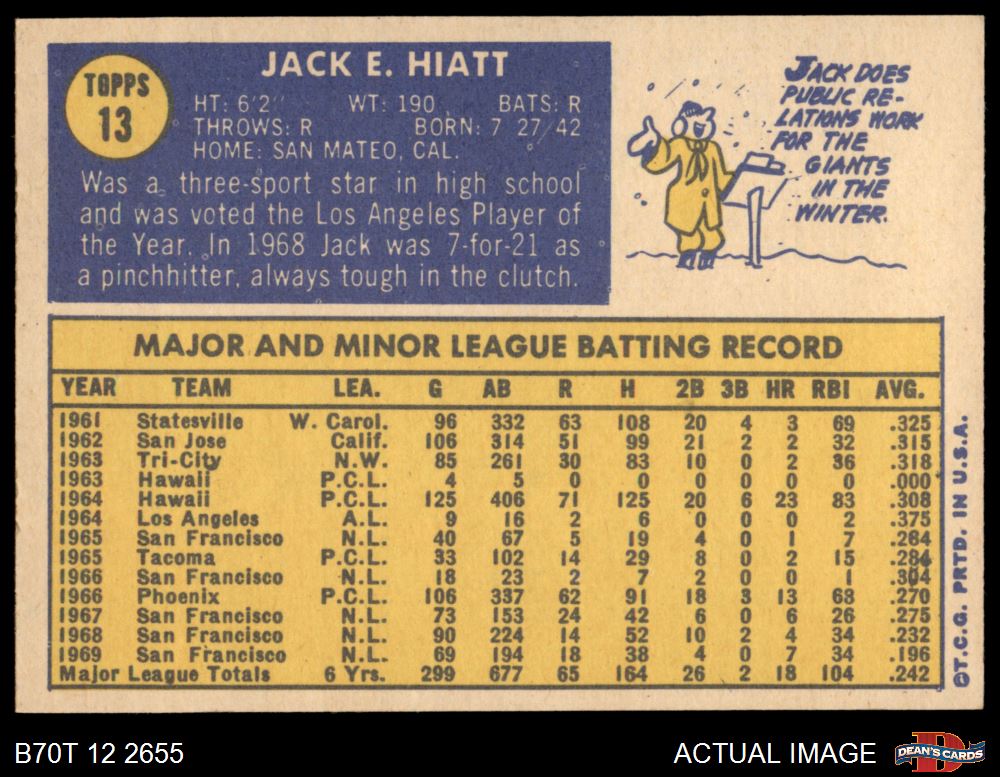 TOPPS
13
JACK E. HIATT
HT: 6'2" WT: 190 BATS: R
THROWS: R BORN: 7 27/42
HOME: SAN MATEO, CAL.
Was a three-sport star in high school
and was voted the Los Angeles Player of
the Year. In 1968 Jack was 7-for-21 as
a pinchhitter, always tough in the clutch.
JACK DOES
PUBLIC RE-
LATIONS WORK
FOR THE
GIANTS
IN THE
WINTER.
MAJOR AND MINOR LEAGUE BATTING RECORD
YEAR TEAM LEA. G AB R H 2B 3B HR RBI AVG.
1961 Statesville W. Carol. 96 332 63 108 20 4 3 69 .325
1962 San Jose Calif. 106 314 51 99 21 2 2 32 .315
1963 Tri-City N.W. 85 261 30 83 10 0 2 36 .318
1963 Hawaii P.C.L. 4 5 0 0 0 0 0 0 .000
1964 Hawaii P.C.L. 125 406 71 125 20 6 23 83 .308
1964 Los Angeles A.L. 9 16 2 6 0 0 0 2 .375
1965 San Francisco N.L. 40 67 5 19 4 0 1 7 .284
1965 Tacoma P.C.L. 33 102 14 29 8 0 2 15 .284
1966 San Francisco N.L. 18 23 2 7 2 0 0 1 .304
1966 Phoenix P.C.L. 106 337 62 91 18 3 13 68 .270
1967 San Francisco N.L. 73 153 24 42 6 0 6 26 .275
1968 San Francisco N.L. 90 224 14 52 10 2 4 34 .232
1969 San Francisco N.L. 69 194 18 38 4 0 7 34 .196
Major League Totals 6 Yrs. 299 677 65 164 26 2 18 104 .242
©T.C.G. PRTD. IN U.S.A.
B70T 12 2655
ACTUAL IMAGE
D
DEAN'S CARDS